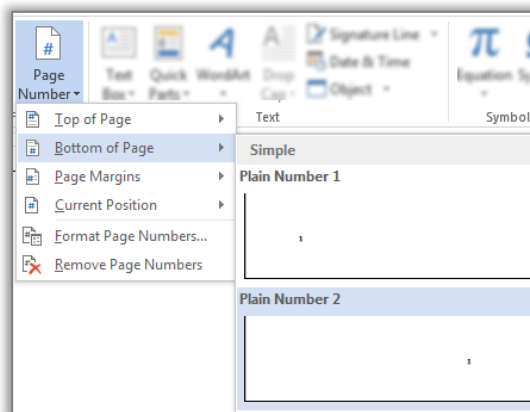 #
Page
Number
Text
Box
Quick
Parts
WordArt
A
Drop
Cap
Signature Line
Date & Time
Object
π
Equation
Text
Symbol
Top of Page
Bottom of Page
Page Margins
Current Position
Format Page Numbers...
Remove Page Numbers
Simple
Plain Number 1
1
Plain Number 2
1